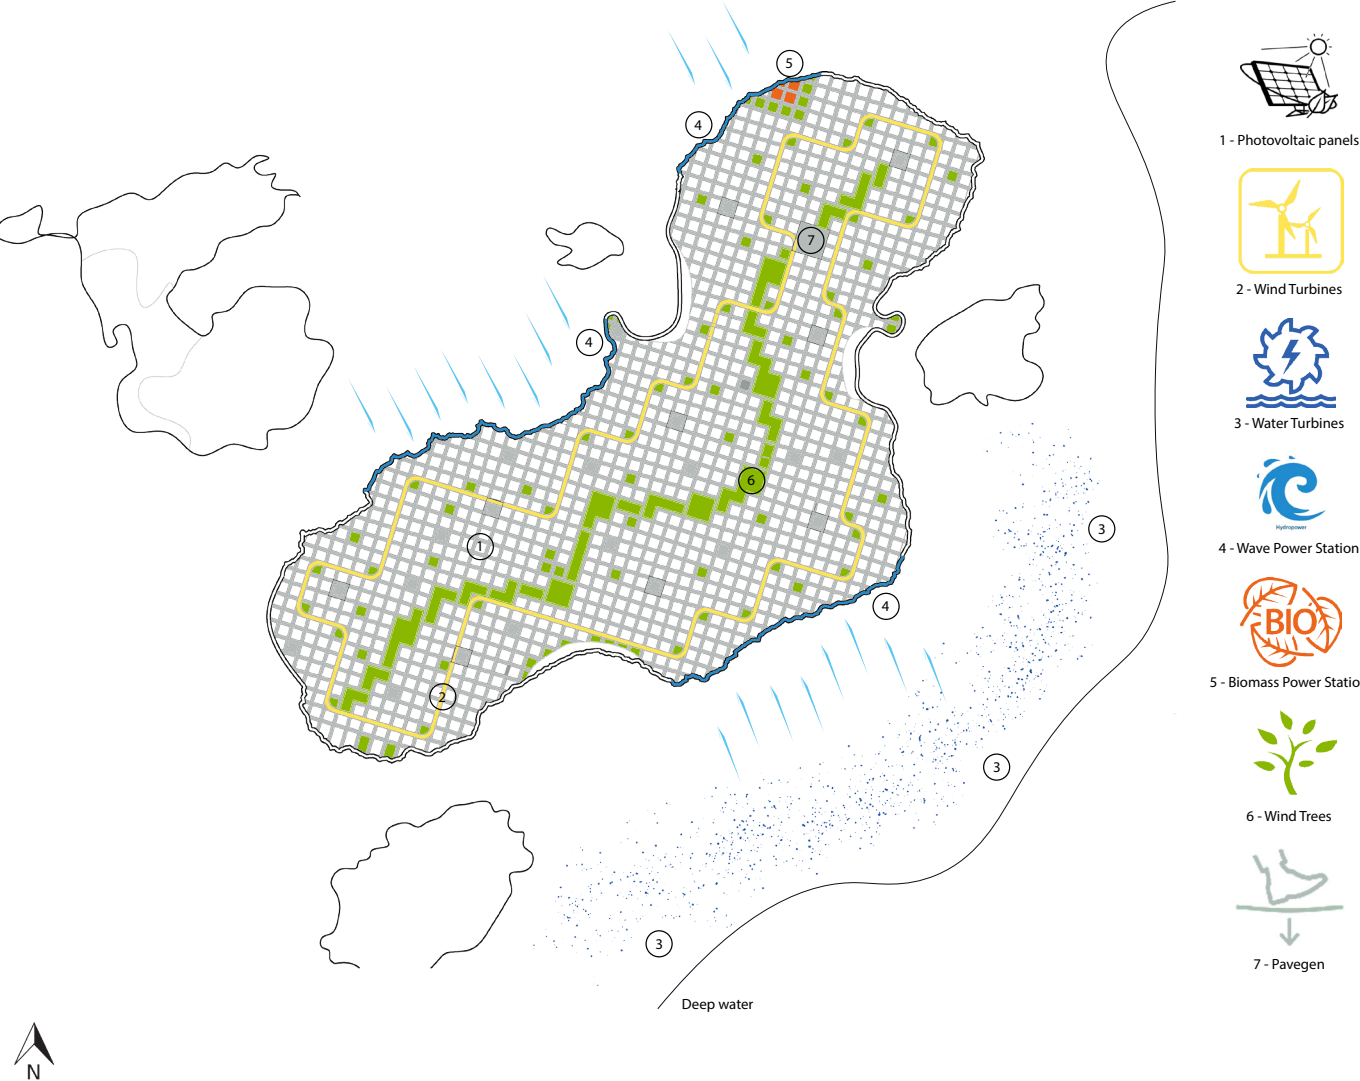 5
4
7
4
6
1
3
4
2
3
3
Deep water
N
1 - Photovoltaic panels
2 - Wind Turbines
3 - Water Turbines
Hydropower
4 - Wave Power Station
BIO
5 - Biomass Power Statio
6 - Wind Trees
7 - Pavegen